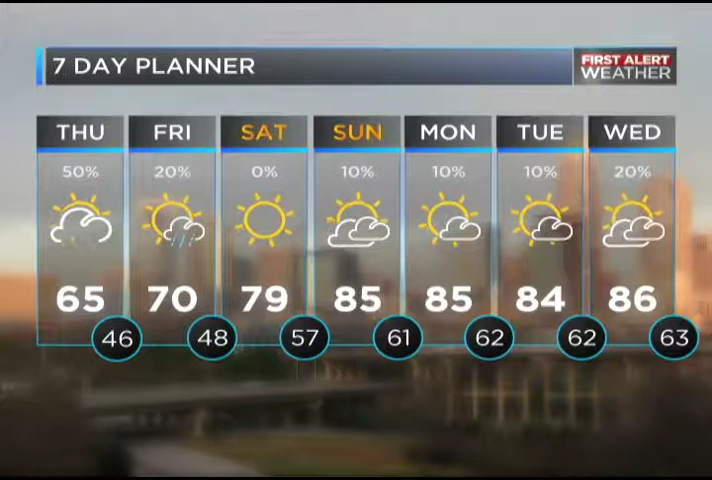 7 DAY PLANNER
FIRST ALERT
WEATHER
THU FRI SAT SUN MON TUE WED
50% 20% 0% 10% 10% 10% 20%
65 70 79 85 85 84 86
46 48 57 61 62 62 63